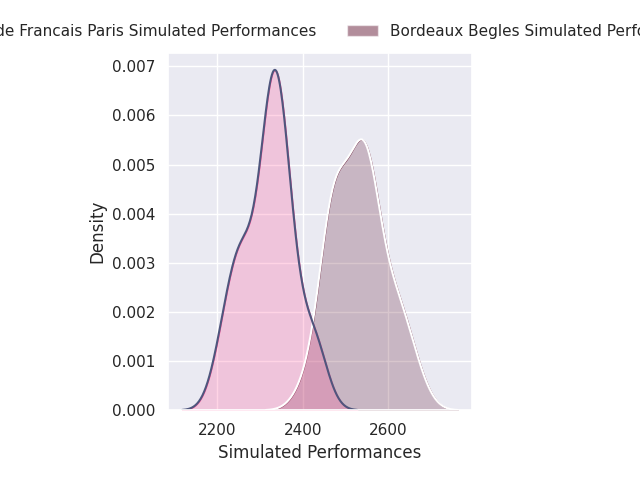 de Francais Paris Simulated Performances Bordeaux Begles Simulated
0.007
0.006
0.005
0.004
0.003
0.002
0.001
0.000
Density
2200 2400 2600
Simulated Performances